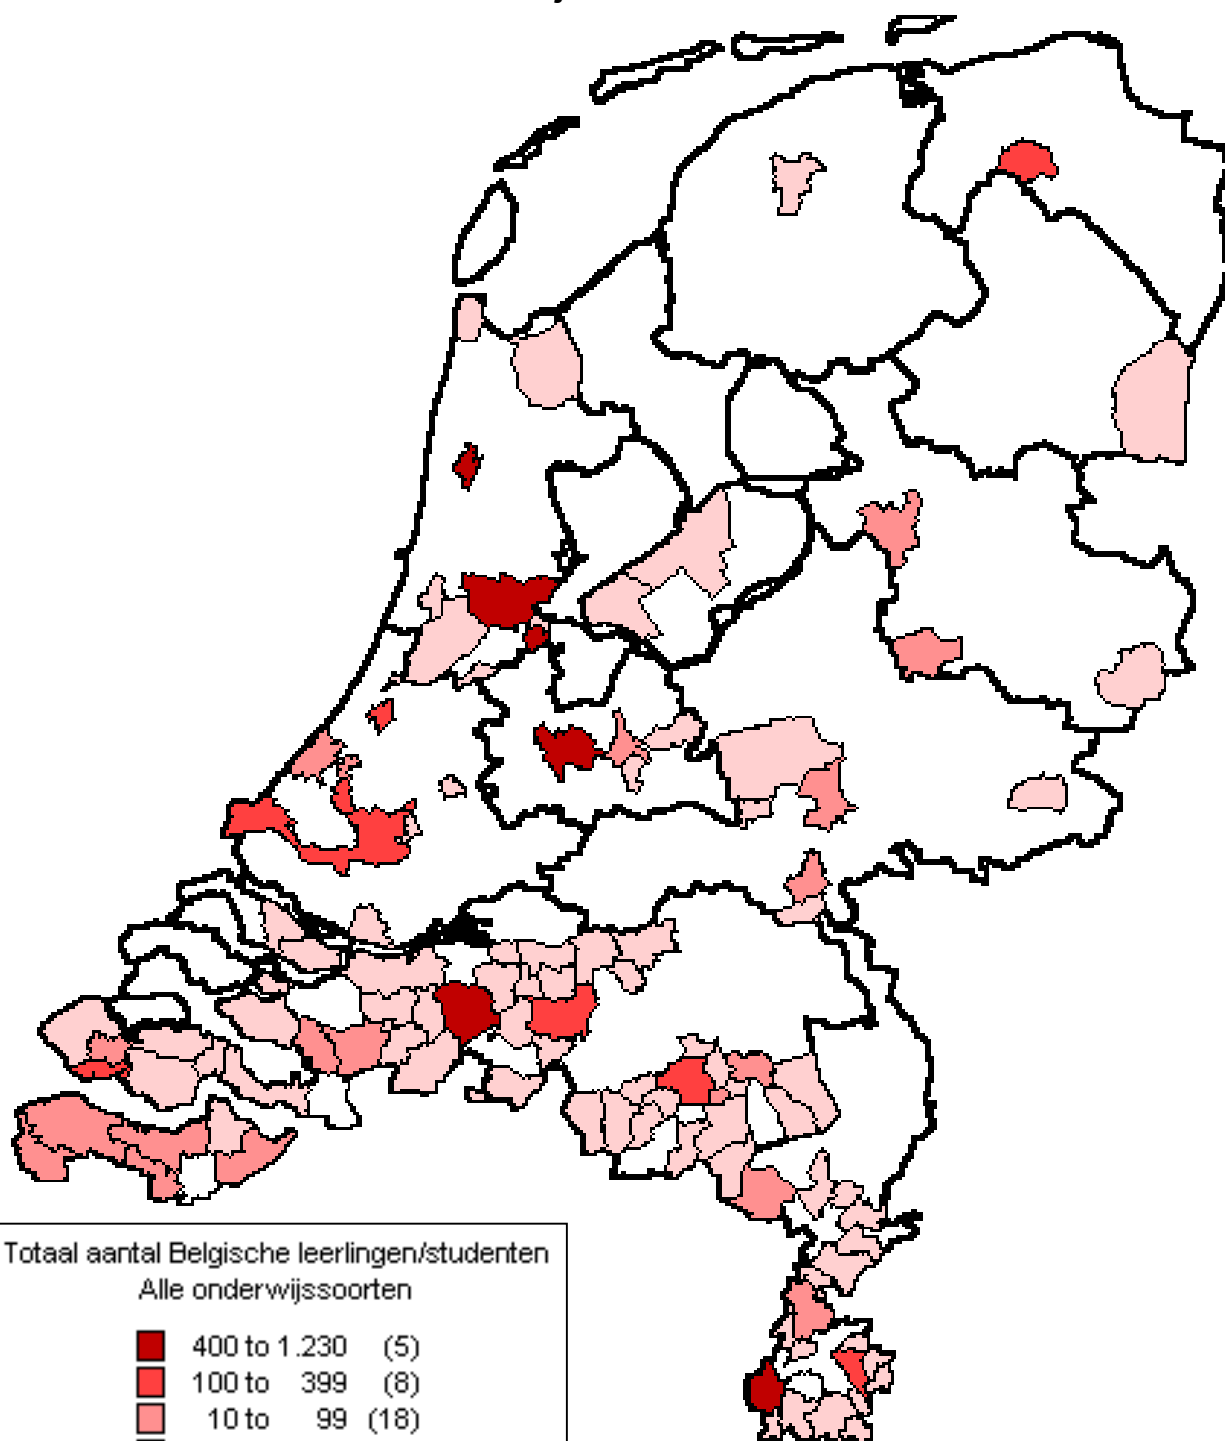 Totaal aantal Belgische leerlingen/studenten
Alle onderwijssoorten
400 to 1.230 (5)
100 to 399 (8)
10 to 99 (18)